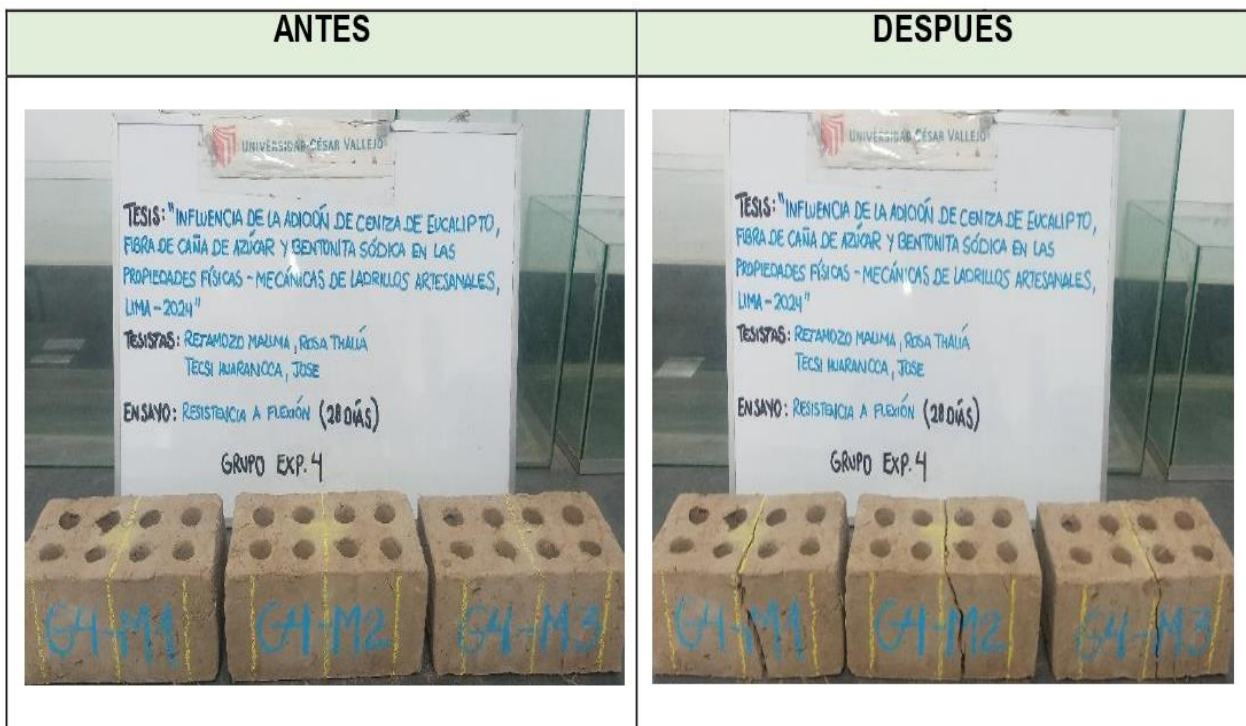 ANTES
DESPUES
UNIVERSIDAD CÉSAR VALLEJO
TESIS: "INFLUENCIA DE LA ADICIÓN DE CENIZA DE EUCALIPTO,
FIBRA DE CAÑA DE AZÚCAR Y BENTONITA SÓDICA EN LAS
PROPIEDADES FÍSICAS - MECÁNICAS DE LADRILLOS ARTESANALES,
LIMA - 2024"
TESISTAS: RETAMOZO MAUMA, ROSA THALIÁ
TECSI HUARANCCA, JOSE
ENSAYO: RESISTENCIA A FLEXIÓN (28 DÍAS)
GRUPO EXP. 4
G4-M1
G4-M2
G4-M3
UNIVERSIDAD CÉSAR VALLEJO
TESIS: "INFLUENCIA DE LA ADICIÓN DE CENIZA DE EUCALIPTO,
FIBRA DE CAÑA DE AZÚCAR Y BENTONITA SÓDICA EN LAS
PROPIEDADES FÍSICAS - MECÁNICAS DE LADRILLOS ARTESANALES,
LIMA - 2024"
TESISTAS: RETAMOZO MAUMA, ROSA THALIÁ
TECSI HUARANCCA, JOSE
ENSAYO: RESISTENCIA A FLEXIÓN (28 DÍAS)
GRUPO EXP. 4
G4-M1
G4-M2
G4-M3